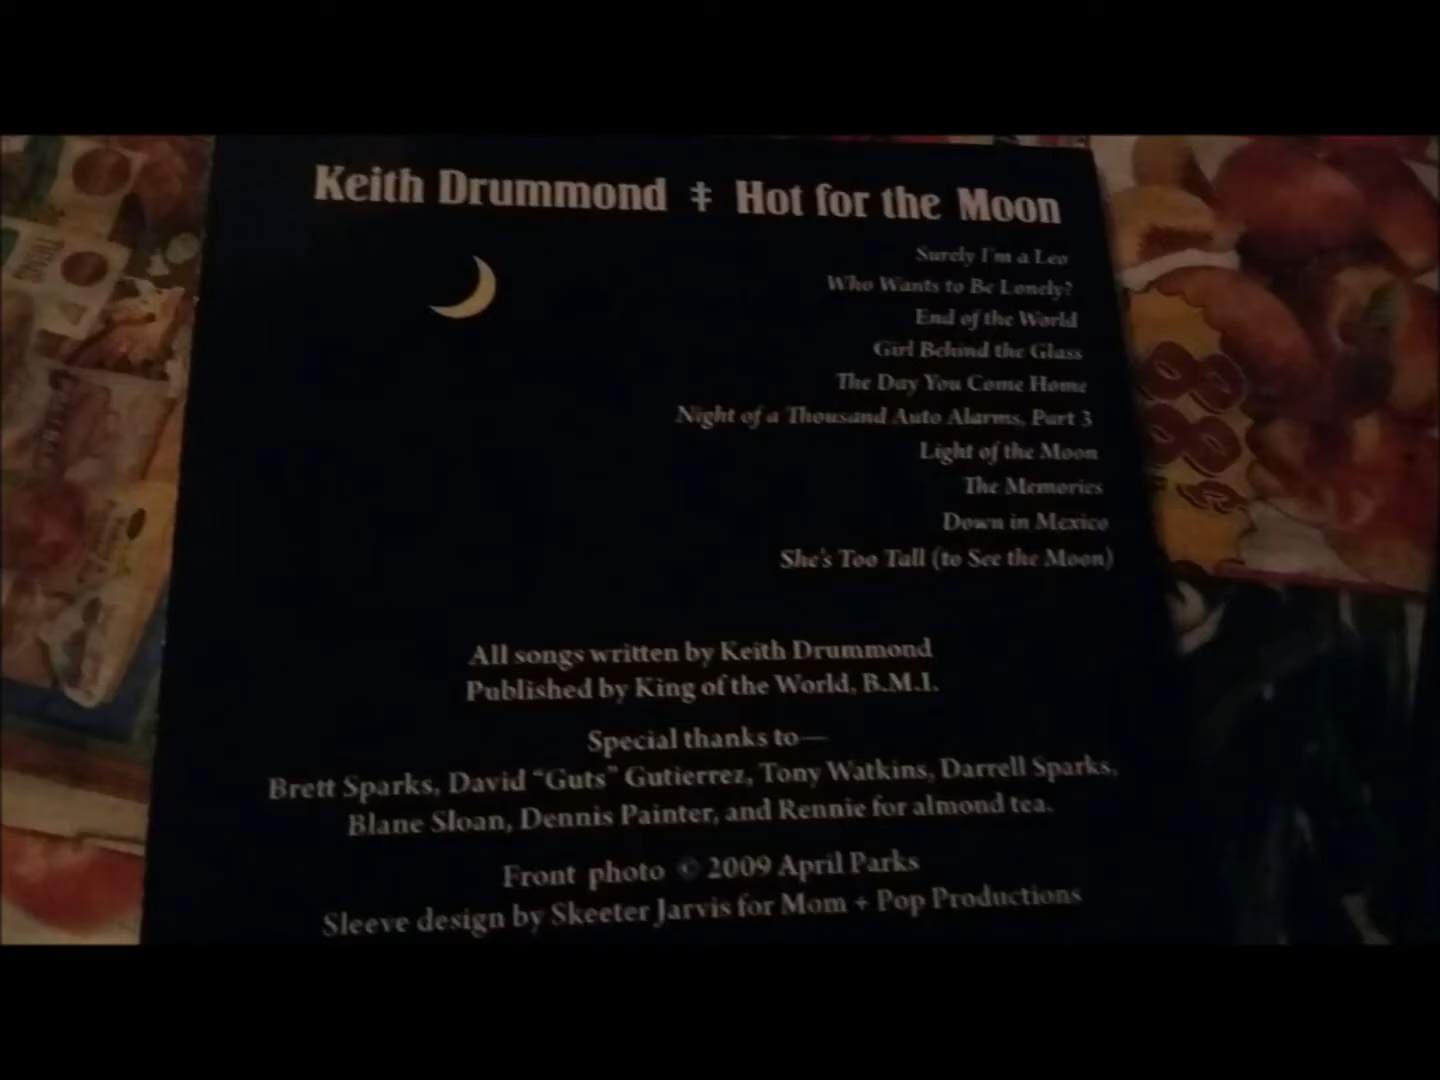 Keith Drummond ‡ Hot for the Moon
Surely I'm a Leo
Who Wants to Be Lonely?
End of the World
Girl Behind the Glass
The Day You Come Home
Night of a Thousand Auto Alarms, Part 3
Light of the Moon
The Memories
Down in Mexico
She's Too Tall (to See the Moon)
All songs written by Keith Drummond
Published by King of the World, B.M.I.
Special thanks to—
Brett Sparks, David “Guts” Gutierrez, Tony Watkins, Darrell Sparks,
Blane Sloan, Dennis Painter, and Rennie for almond tea.
Front photo © 2009 April Parks
Sleeve design by Skeeter Jarvis for Mom + Pop Productions